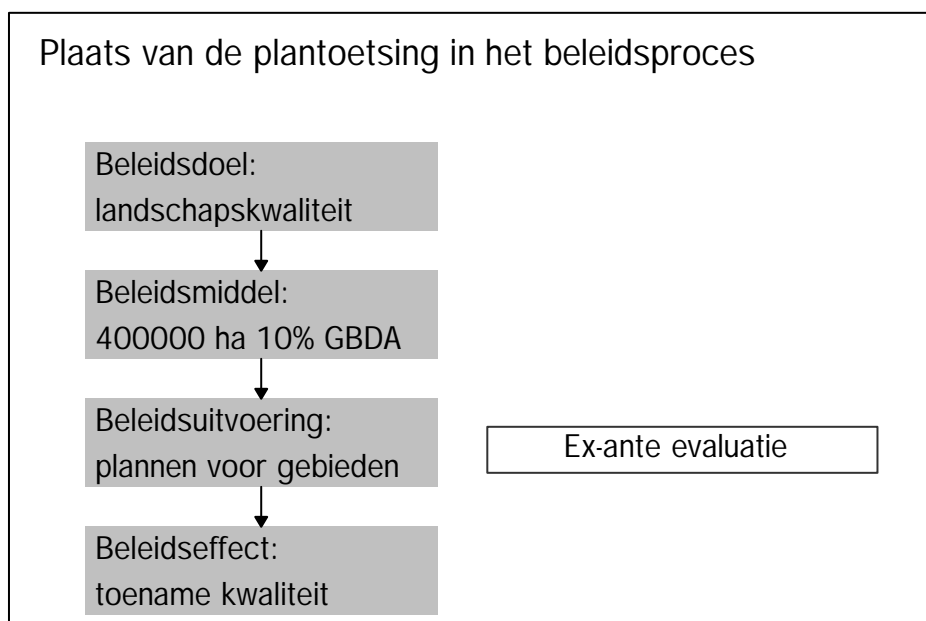 Plaats van de plantoetsing in het beleidsproces
Beleidsdoel:
landschapskwaliteit
Beleidsmiddel:
400000 ha 10% GBDA
Beleidsuitvoering:
plannen voor gebieden
Ex-ante evaluatie
Beleidseffect:
toename kwaliteit